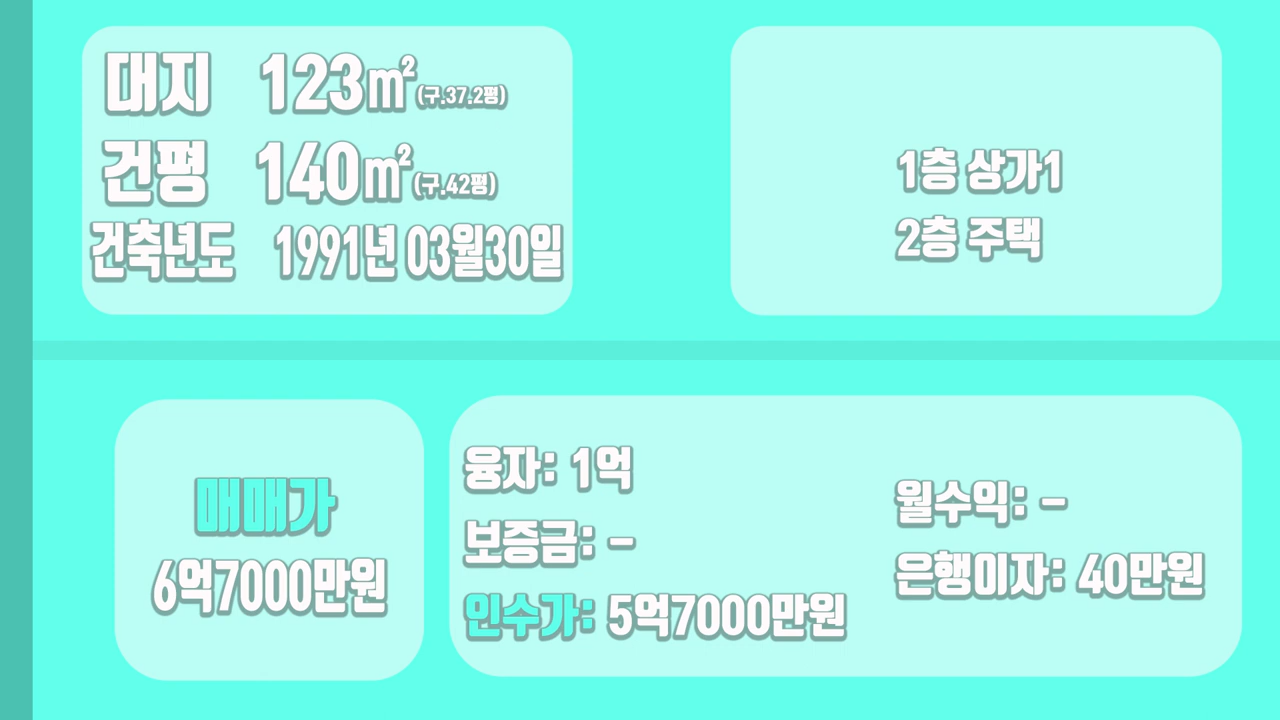 대지 123㎡(구.37.2평)
건평 140㎡(구.42평)
건축년도 1991년 03월30일
1층 상가1
2층 주택
매매가
6억7000만원
융자: 1억
보증금: -
인수가: 5억7000만원
월수익: -
은행이자: 40만원